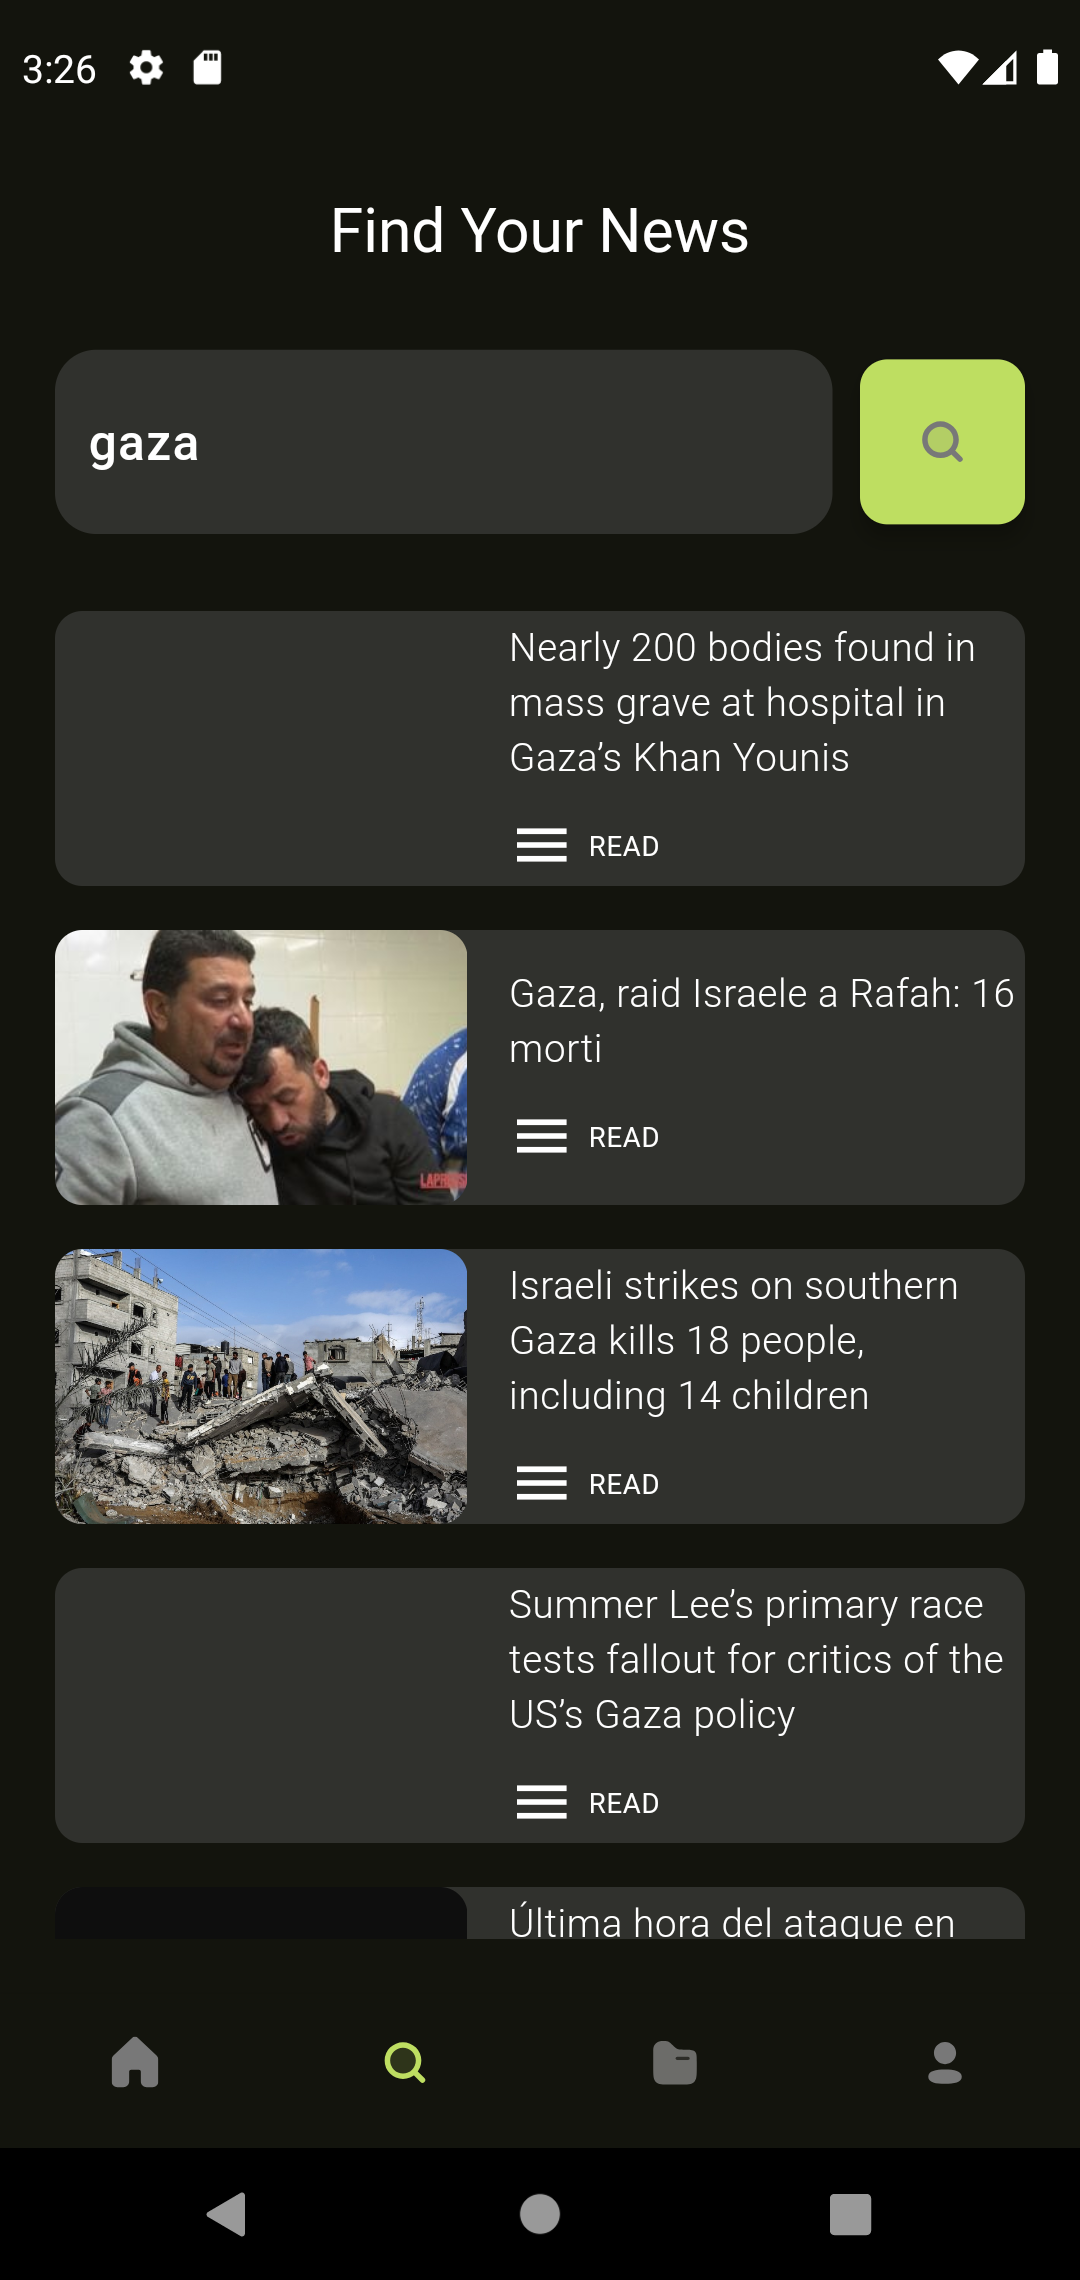 3:26
Find Your News
gaza
Nearly 200 bodies found in
mass grave at hospital in
Gaza’s Khan Younis
READ
Gaza, raid Israele a Rafah: 16
morti
READ
Israeli strikes on southern
Gaza kills 18 people,
including 14 children
READ
Summer Lee’s primary race
tests fallout for critics of the
US’s Gaza policy
READ
Última hora del ataque en